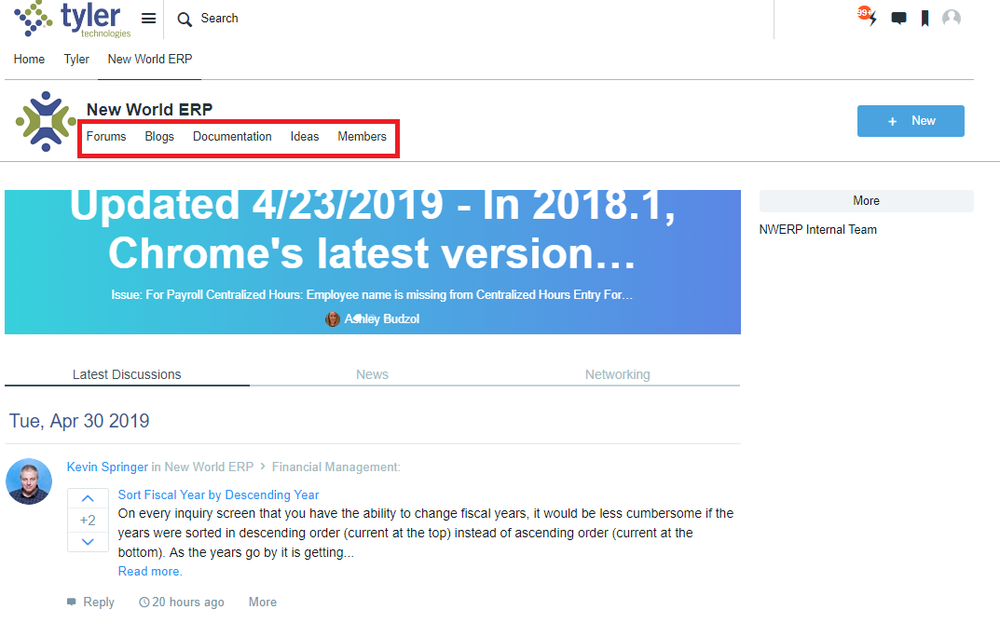 tyler
technologies
Search
99+
Home Tyler New World ERP
New World ERP
Forums Blogs Documentation Ideas Members
+ New
Updated 4/23/2019 - In 2018.1,
Chrome's latest version…
Issue: For Payroll Centralized Hours: Employee name is missing from Centralized Hours Entry For…
Ashley Budzol
More
NWERP Internal Team
Latest Discussions News Networking
Tue, Apr 30 2019
Kevin Springer in New World ERP > Financial Management:
Sort Fiscal Year by Descending Year
+2
On every inquiry screen that you have the ability to change fiscal years, it would be less cumbersome if the
years were sorted in descending order (current at the top) instead of ascending order (current at the
bottom). As the years go by it is getting...
Read more.
Reply 20 hours ago More